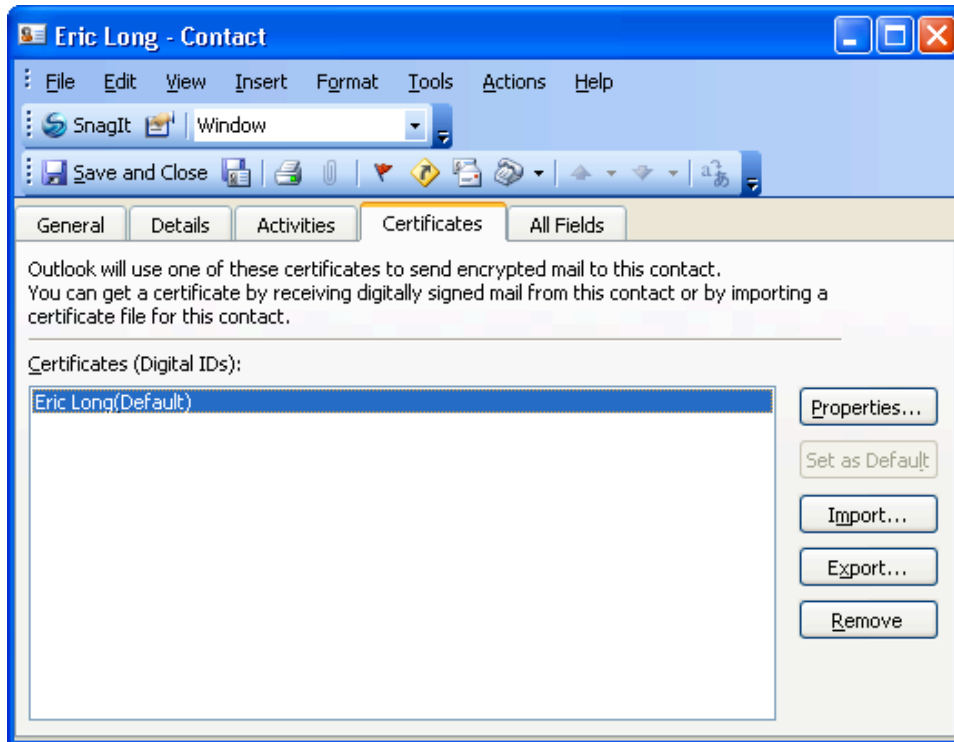 Eric Long - Contact
File Edit View Insert Format Tools Actions Help
SnagIt Window
Save and Close
General Details Activities Certificates All Fields
Outlook will use one of these certificates to send encrypted mail to this contact.
You can get a certificate by receiving digitally signed mail from this contact or by importing a
certificate file for this contact.
Certificates (Digital IDs):
Eric Long(Default)
Properties...
Set as Default
Import...
Export...
Remove